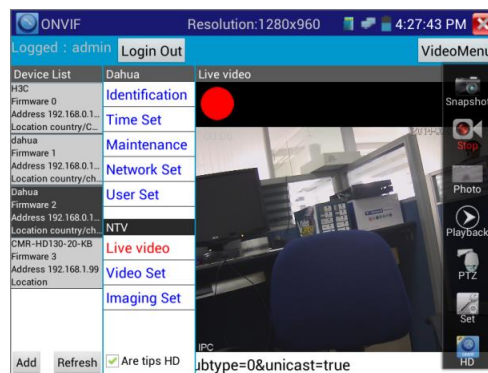 ONVIF
Resolution:1280x960
4:27:43 PM
Logged : admin
Login Out
VideoMenu
Device List
H3C
Firmware 0
Address 192.168.0.1...
Location country/C...
dahua
Firmware 1
Address 192.168.0.1...
Location country/ch...
Dahua
Firmware 2
Address 192.168.0.1...
Location country/ch...
CMR-HD130-20-KB
Firmware 3
Address 192.168.1.99
Location
Add
Refresh
Dahua
Identification
Time Set
Maintenance
Network Set
User Set
NTV
Live video
Video Set
Imaging Set
Are tips HD
Live video
IPC
ubtype=0&unicast=true
Snapshot
Stop
Photo
Playback
PTZ
Set
HD